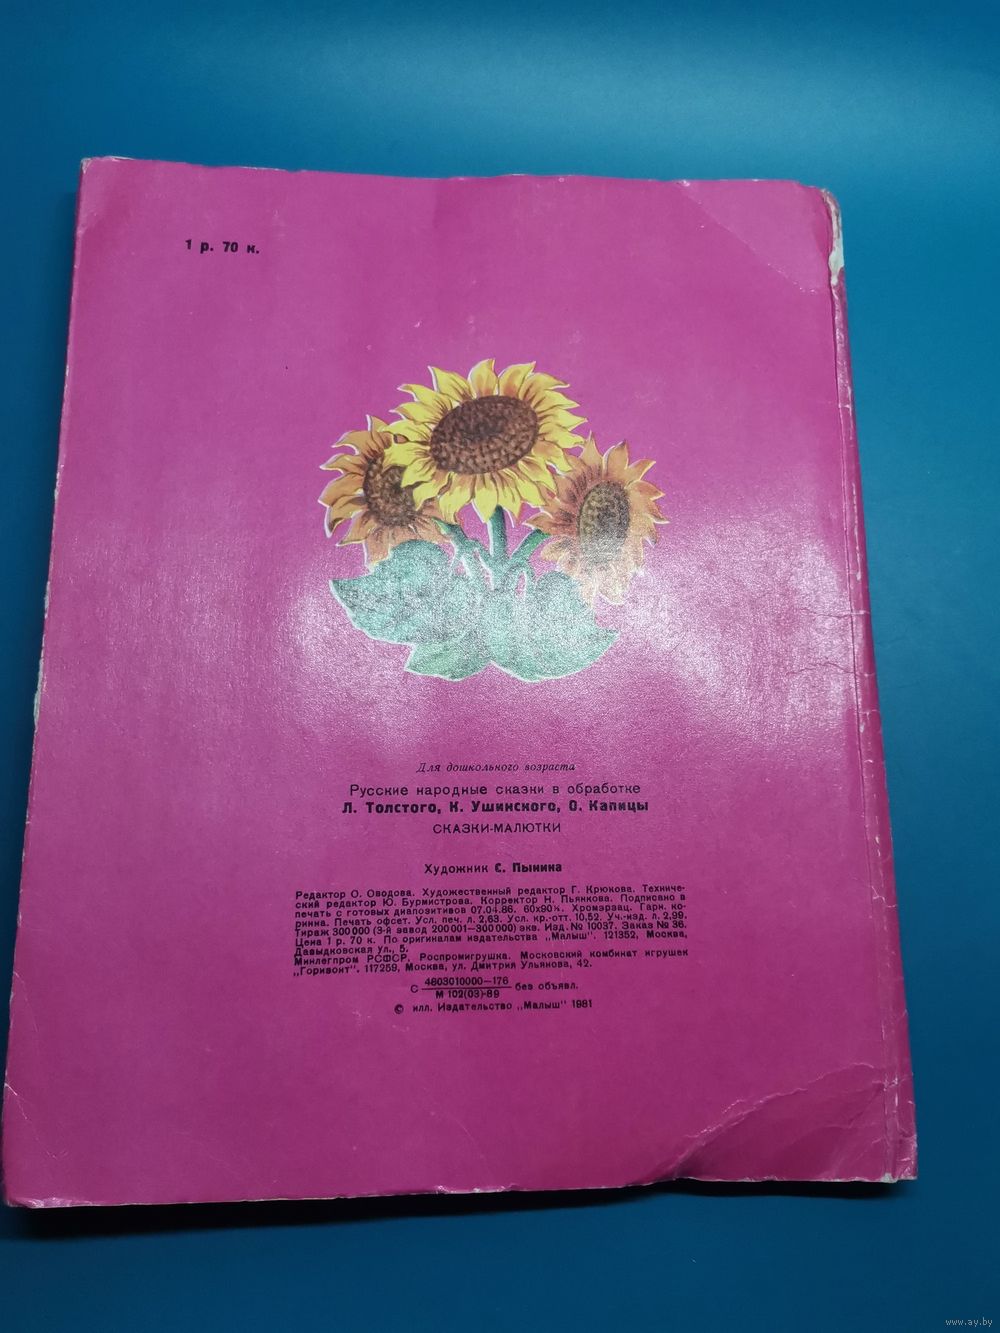 1 р. 70 к.
Для дошкольного возраста
Русские народные сказки в обработке
Л. Толстого, К. Ушинского, О. Капицы
СКАЗКИ-МАЛЮТКИ
Художник С. Пынина
Редактор О. Оводова. Художественный редактор Г. Крюкова. Техниче-
ский редактор Ю. Бурмистрова. Корректор Н. Пьянкова. Подписано в
печать с готовых диапозитивов 07.04.86. 60х90⅛. Хромэрзац. Гарн. ко-
ринна. Печать офсет. Усл. печ. л. 2,63. Усл. кр.-отт. 10,52. Уч.-изд. л. 2,99.
Тираж 300 000 (3-й завод 200 001—300 000) экз. Изд. № 10037. Заказ № 36.
Цена 1 р. 70 к. По оригиналам издательства „Малыш". 121352, Москва,
Давыдковская ул., 5.
Минлегпром РСФСР, Роспромигрушка. Московский комбинат игрушек
„Горизонт". 117259, Москва, ул. Дмитрия Ульянова, 42.
С 4803010000—176 без объявл.
М 102(03)-89
© илл. Издательство „Малыш" 1981
www.ay.by